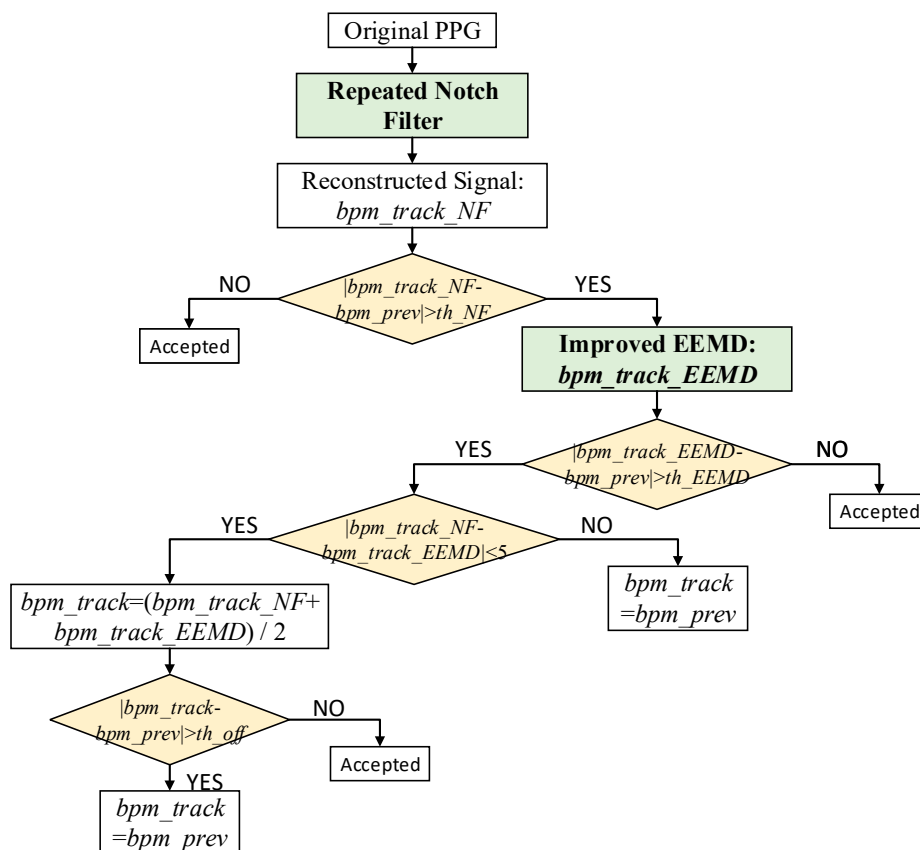 Original PPG
Repeated Notch
Filter
Reconstructed Signal:
bpm_track_NF
|bpm_track_NF-
bpm_prev|>th_NF
NO
YES
Accepted
Improved EEMD:
bpm_track_EEMD
|bpm_track_EEMD-
bpm_prev|>th_EEMD
YES
NO
Accepted
|bpm_track_NF-
bpm_track_EEMD|<5
YES
NO
bpm_track
=bpm_prev
bpm_track=(bpm_track_NF+
bpm_track_EEMD) / 2
|bpm_track-
bpm_prev|>th_off
NO
Accepted
YES
bpm_track
=bpm_prev